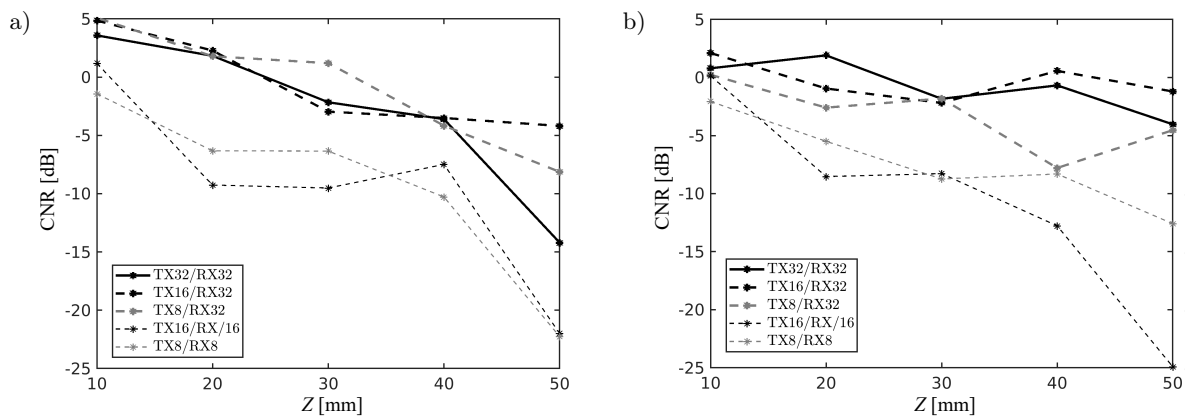 a)
5
0
-5
-10
-15
-20
-25
CNR [dB]
10 20 30 40 50
Z [mm]
TX32/RX32
TX16/RX32
TX8/RX32
TX16/RX/16
TX8/RX8
b)
5
0
-5
-10
-15
-20
-25
CNR [dB]
10 20 30 40 50
Z [mm]
TX32/RX32
TX16/RX32
TX8/RX32
TX16/RX/16
TX8/RX8